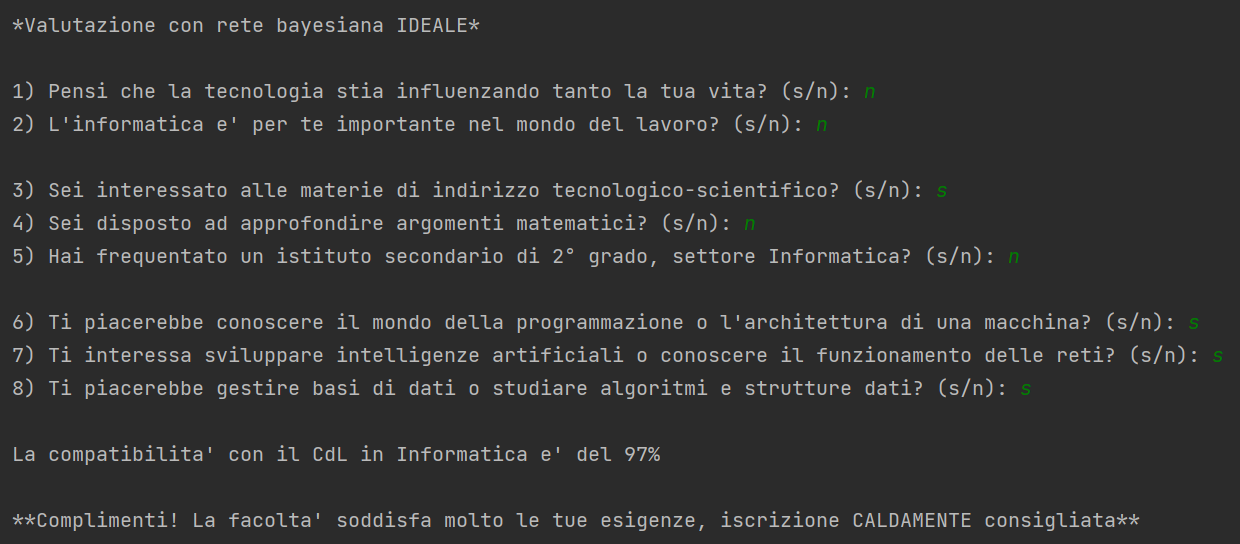 *Valutazione con rete bayesiana IDEALE*
1) Pensi che la tecnologia stia influenzando tanto la tua vita? (s/n): n
2) L'informatica e' per te importante nel mondo del lavoro? (s/n): n
3) Sei interessato alle materie di indirizzo tecnologico-scientifico? (s/n): s
4) Sei disposto ad approfondire argomenti matematici? (s/n): n
5) Hai frequentato un istituto secondario di 2° grado, settore Informatica? (s/n): n
6) Ti piacerebbe conoscere il mondo della programmazione o l'architettura di una macchina? (s/n): s
7) Ti interessa sviluppare intelligenze artificiali o conoscere il funzionamento delle reti? (s/n): s
8) Ti piacerebbe gestire basi di dati o studiare algoritmi e strutture dati? (s/n): s
La compatibilita' con il CdL in Informatica e' del 97%
**Complimenti! La facolta' soddisfa molto le tue esigenze, iscrizione CALDAMENTE consigliata**